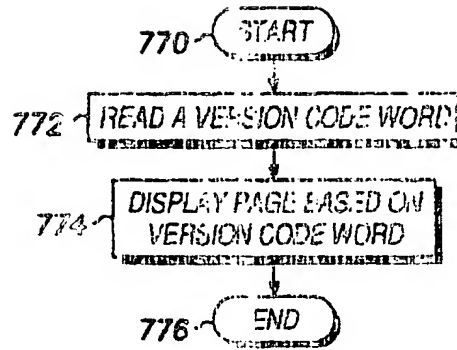 770 START
772 READ A VERSION CODE WORD
DISPLAY PAGE BASED ON
774 VERSION CODE WORD
776 END